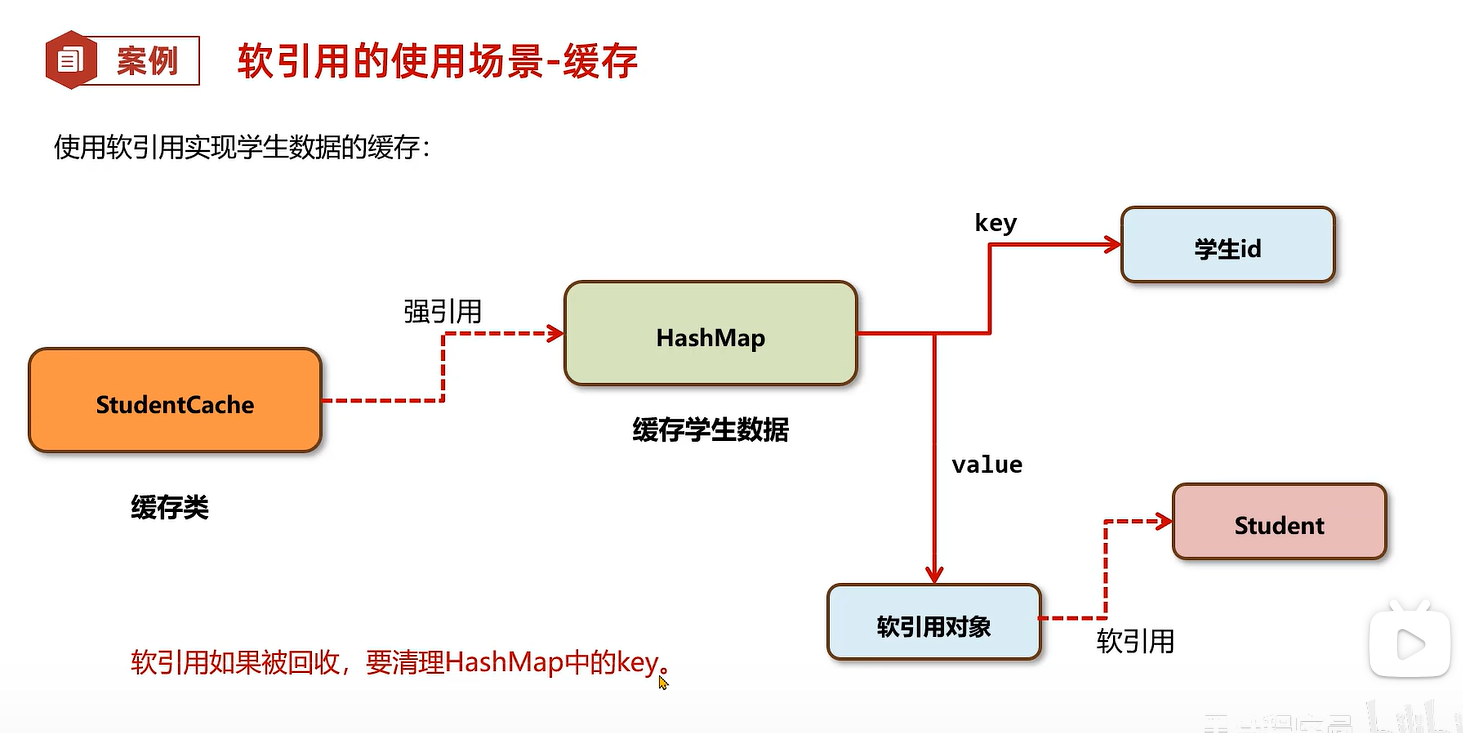 案例
软引用的使用场景-缓存
使用软引用实现学生数据的缓存：
key
学生id
强引用
HashMap
StudentCache
缓存学生数据
value
缓存类
Student
软引用对象
软引用
软引用如果被回收，要清理HashMap中的key。